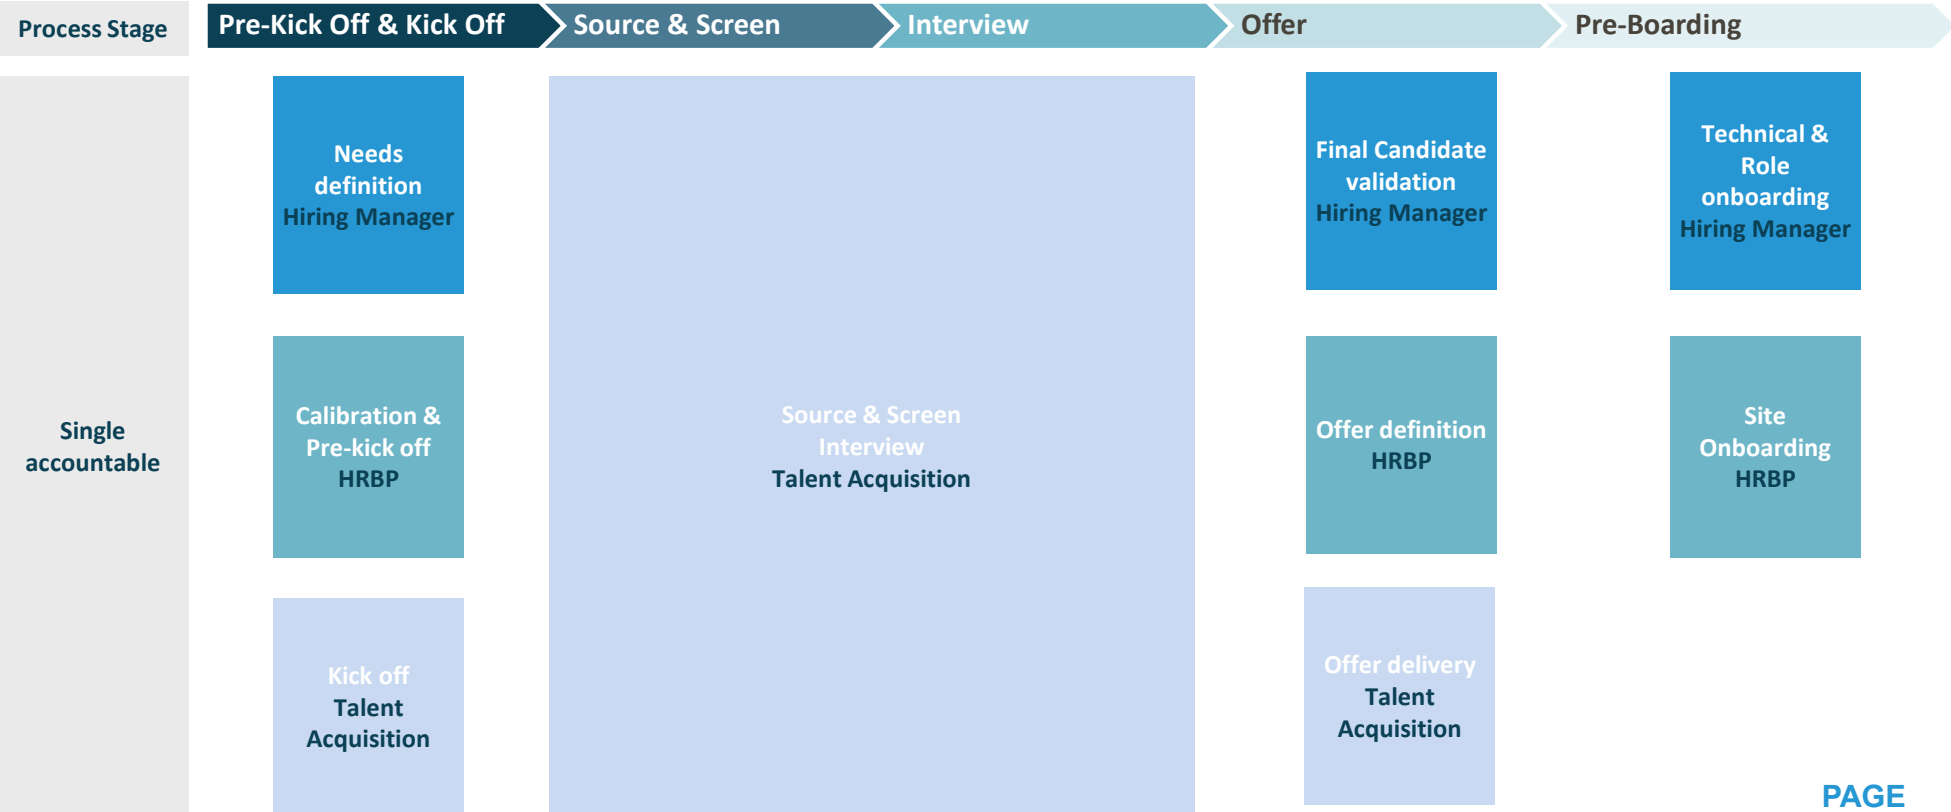 Process Stage
Pre-Kick Off & Kick Off
Source & Screen
Interview
Offer
Pre-Boarding
Single
accountable
Needs
definition
Hiring Manager
Calibration &
Pre-kick off
HRBP
Kick off
Talent
Acquisition
Source & Screen
Interview
Talent Acquisition
Final Candidate
validation
Hiring Manager
Offer definition
HRBP
Offer delivery
Talent
Acquisition
Technical &
Role
onboarding
Hiring Manager
Site
Onboarding
HRBP
PAGE